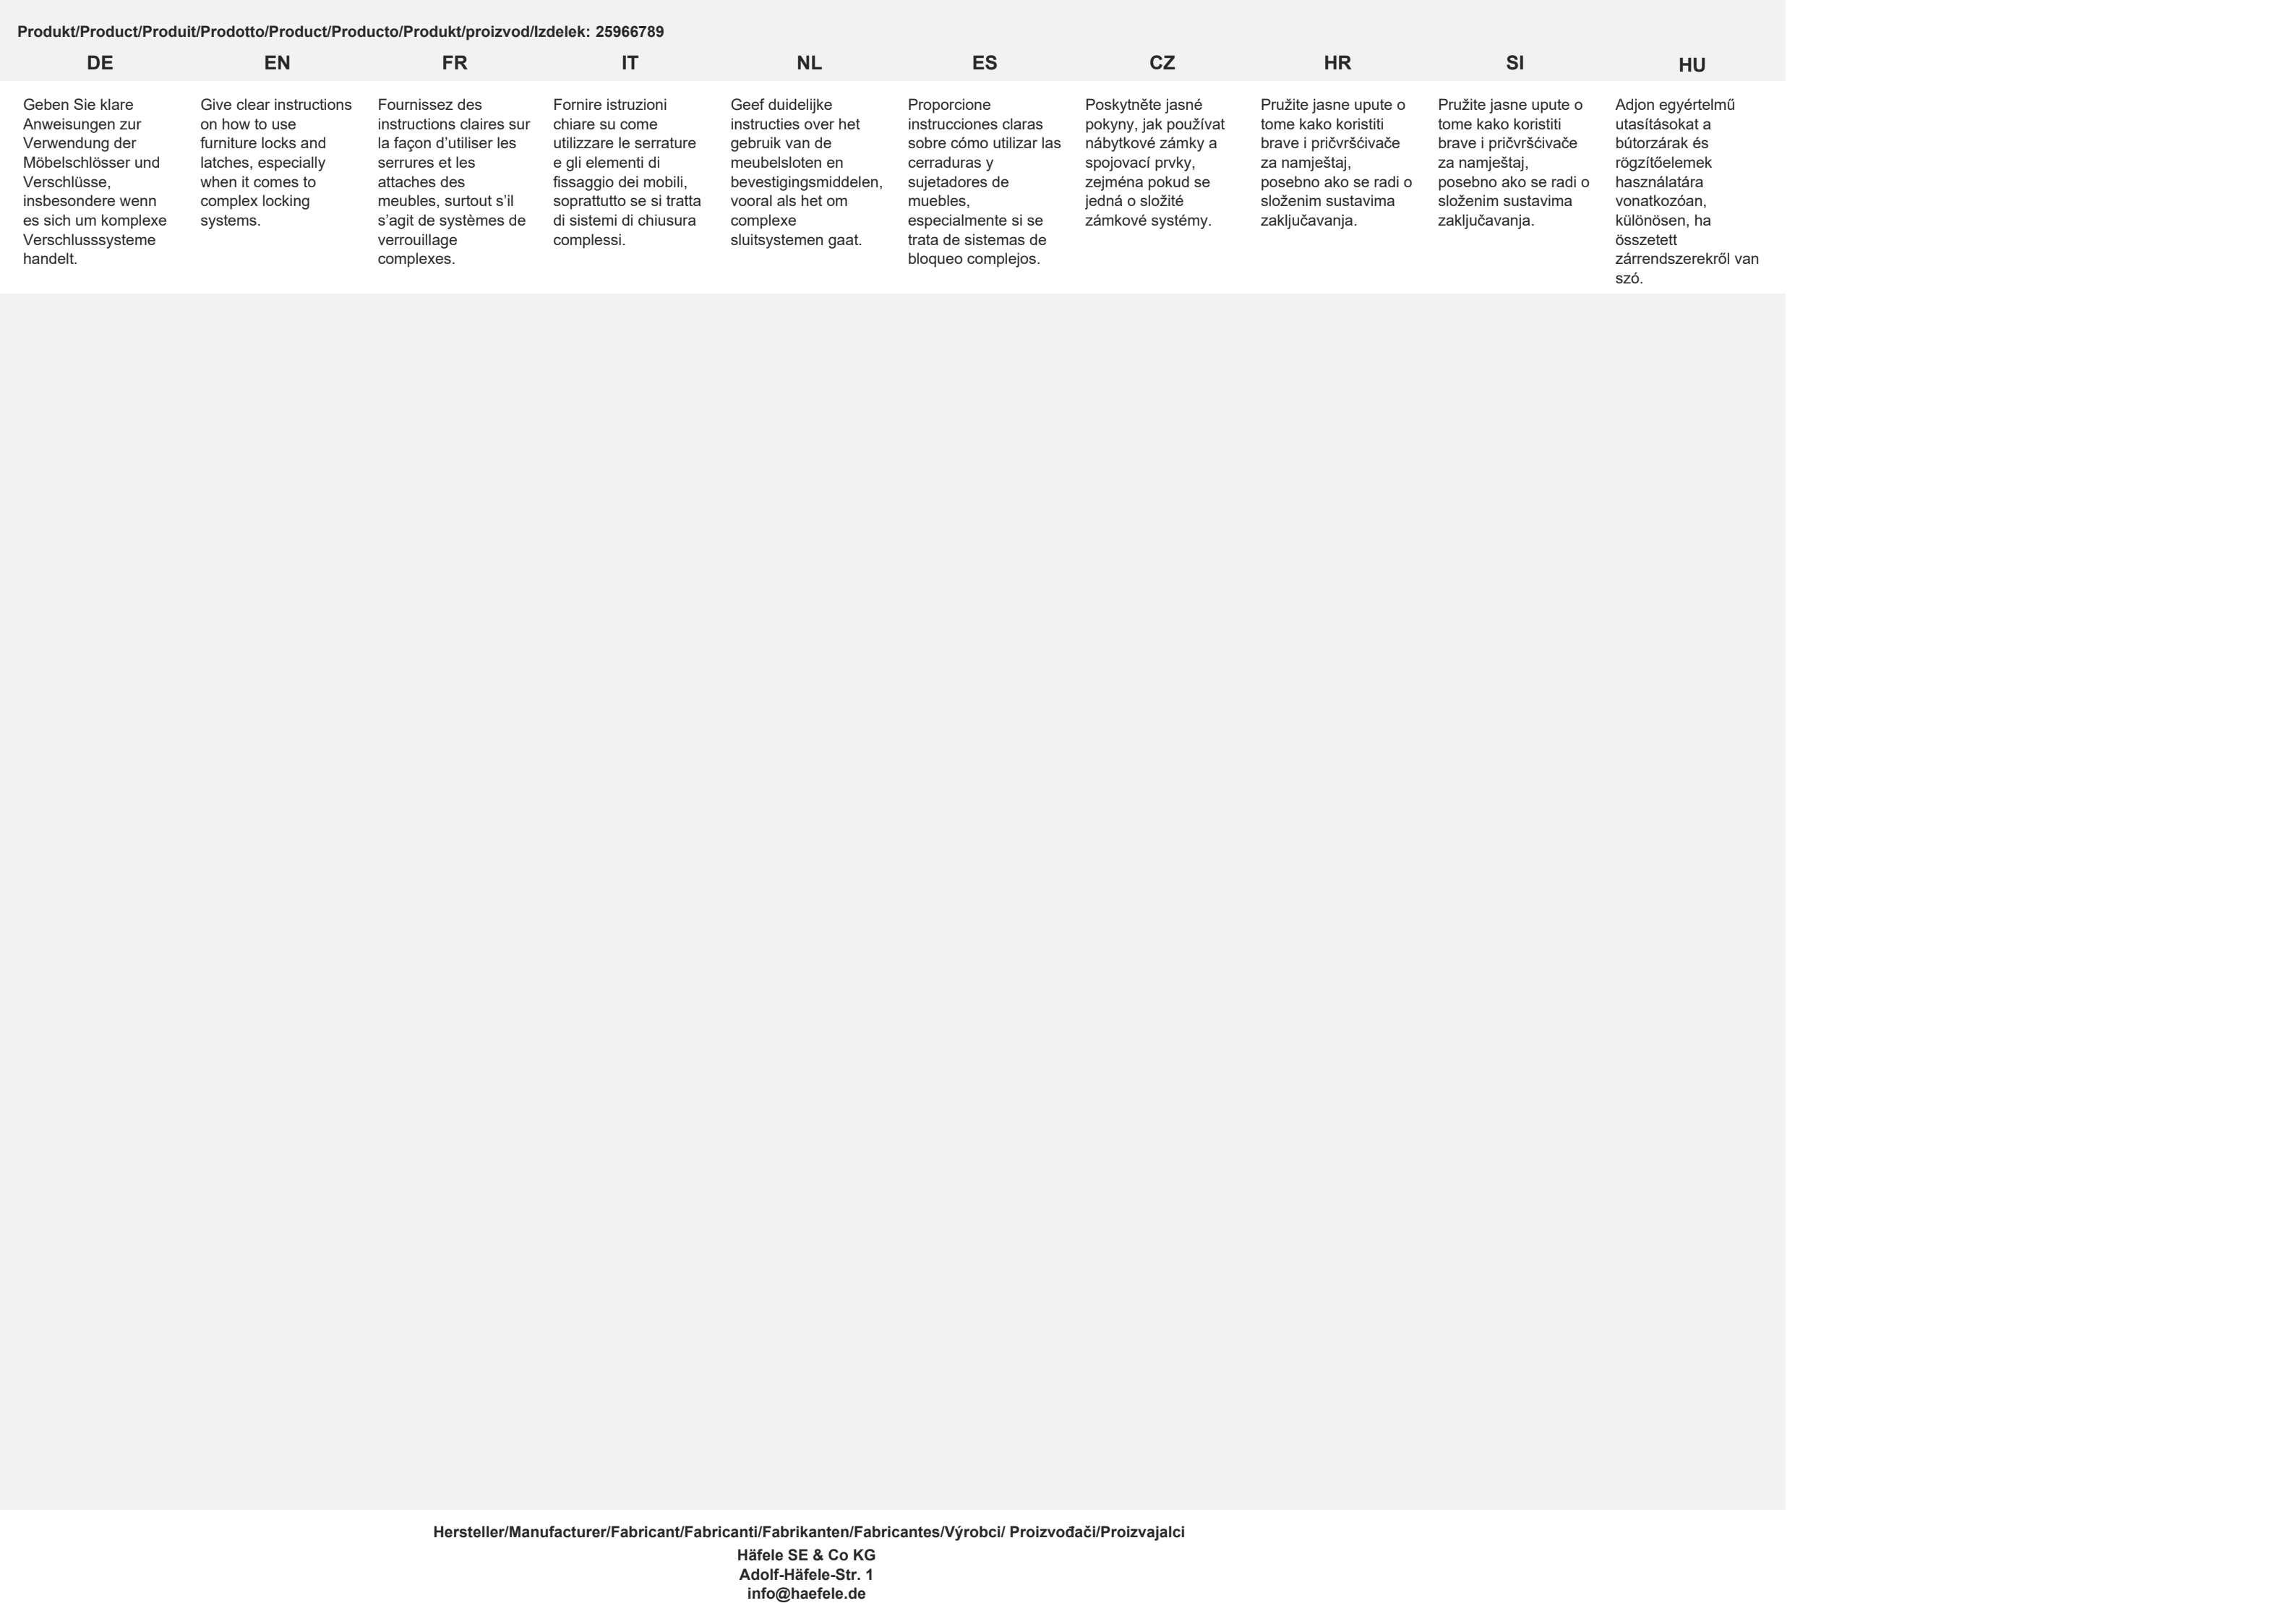 Produkt/Product/Produit/Prodotto/Product/Producto/Produkt/proizvod/Izdelek: 25966789
DE
EN
FR
IT
NL
ES
CZ
HR
SI
HU
Geben Sie klare
Anweisungen zur
Verwendung der
Möbelschlösser und
Verschlüsse,
insbesondere wenn
es sich um komplexe
Verschlusssysteme
handelt.
Give clear instructions
on how to use
furniture locks and
latches, especially
when it comes to
complex locking
systems.
Fournissez des
instructions claires sur
la façon d’utiliser les
serrures et les
attaches des
meubles, surtout s’il
s’agit de systèmes de
verrouillage
complexes.
Fornire istruzioni
chiare su come
utilizzare le serrature
e gli elementi di
fissaggio dei mobili,
soprattutto se si tratta
di sistemi di chiusura
complessi.
Geef duidelijke
instructies over het
gebruik van de
meubelsloten en
bevestigingsmiddelen,
vooral als het om
complexe
sluitsystemen gaat.
Proporcione
instrucciones claras
sobre cómo utilizar las
cerraduras y
sujetadores de
muebles,
especialmente si se
trata de sistemas de
bloqueo complejos.
Poskytněte jasné
pokyny, jak používat
nábytkové zámky a
spojovací prvky,
zejména pokud se
jedná o složité
zámkové systémy.
Pružite jasne upute o
tome kako koristiti
brave i pričvršćivače
za namještaj,
posebno ako se radi o
složenim sustavima
zaključavanja.
Pružite jasne upute o
tome kako koristiti
brave i pričvršćivače
za namještaj,
posebno ako se radi o
složenim sustavima
zaključavanja.
Adjon egyértelmű
utasításokat a
bútorzárak és
rögzítőelemek
használatára
vonatkozóan,
különösen, ha
összetett
zárrendszerekről van
szó.
Hersteller/Manufacturer/Fabricant/Fabricanti/Fabrikanten/Fabricantes/Výrobci/ Proizvođači/Proizvajalci
Häfele SE & Co KG
Adolf-Häfele-Str. 1
info@haefele.de